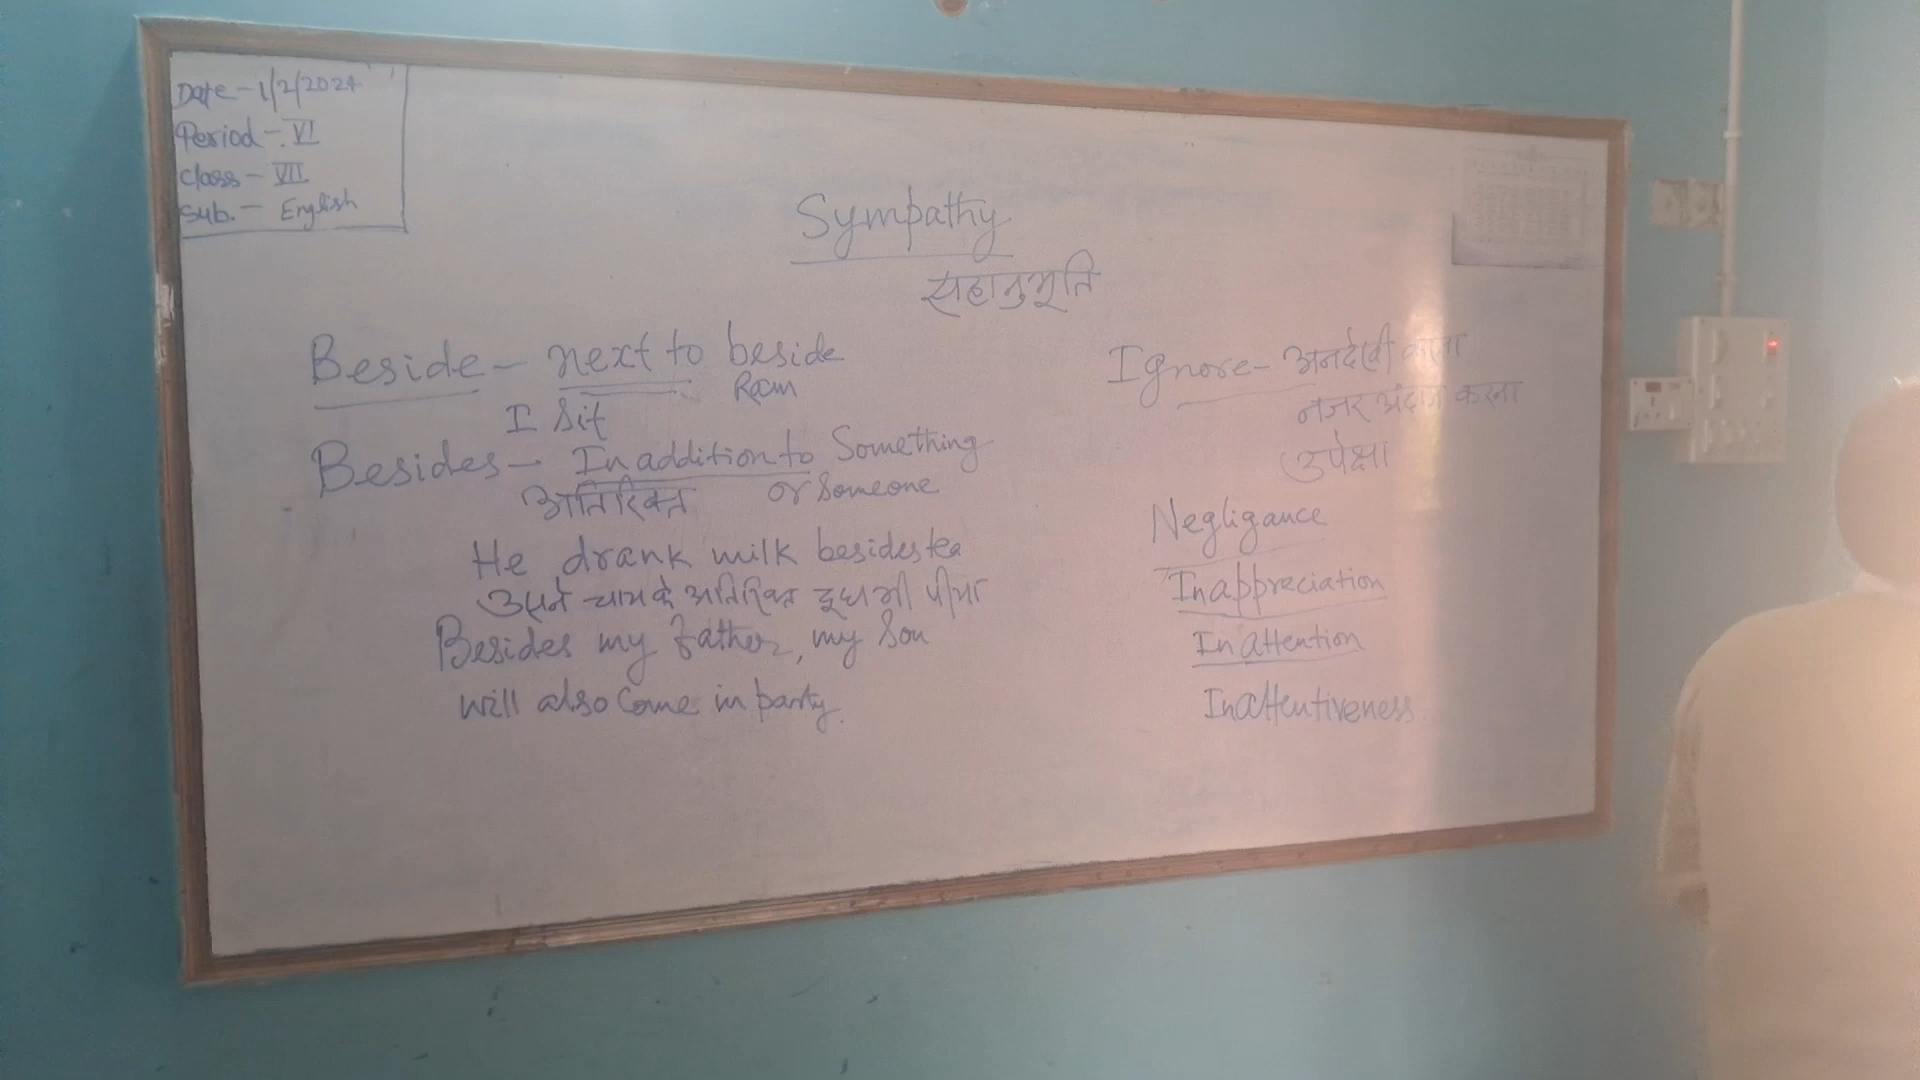 Date - 1/2/2024
Period - VI
Class - VII
Sub. - English
Sympathy
सहानुभूति
Beside - next to beside
I sit Ram
Besides - In addition to Something
अतिरिक्त or Someone
He drank milk besides tea
उसने चाय के अतिरिक्त दूध भी पीया
Besides my father, my Son
will also Come in party.
Ignore - अनदेखी करना
नजर अंदाज करना
उपेक्षा
Negligance
Inappreciation
In attention
Inattentiveness